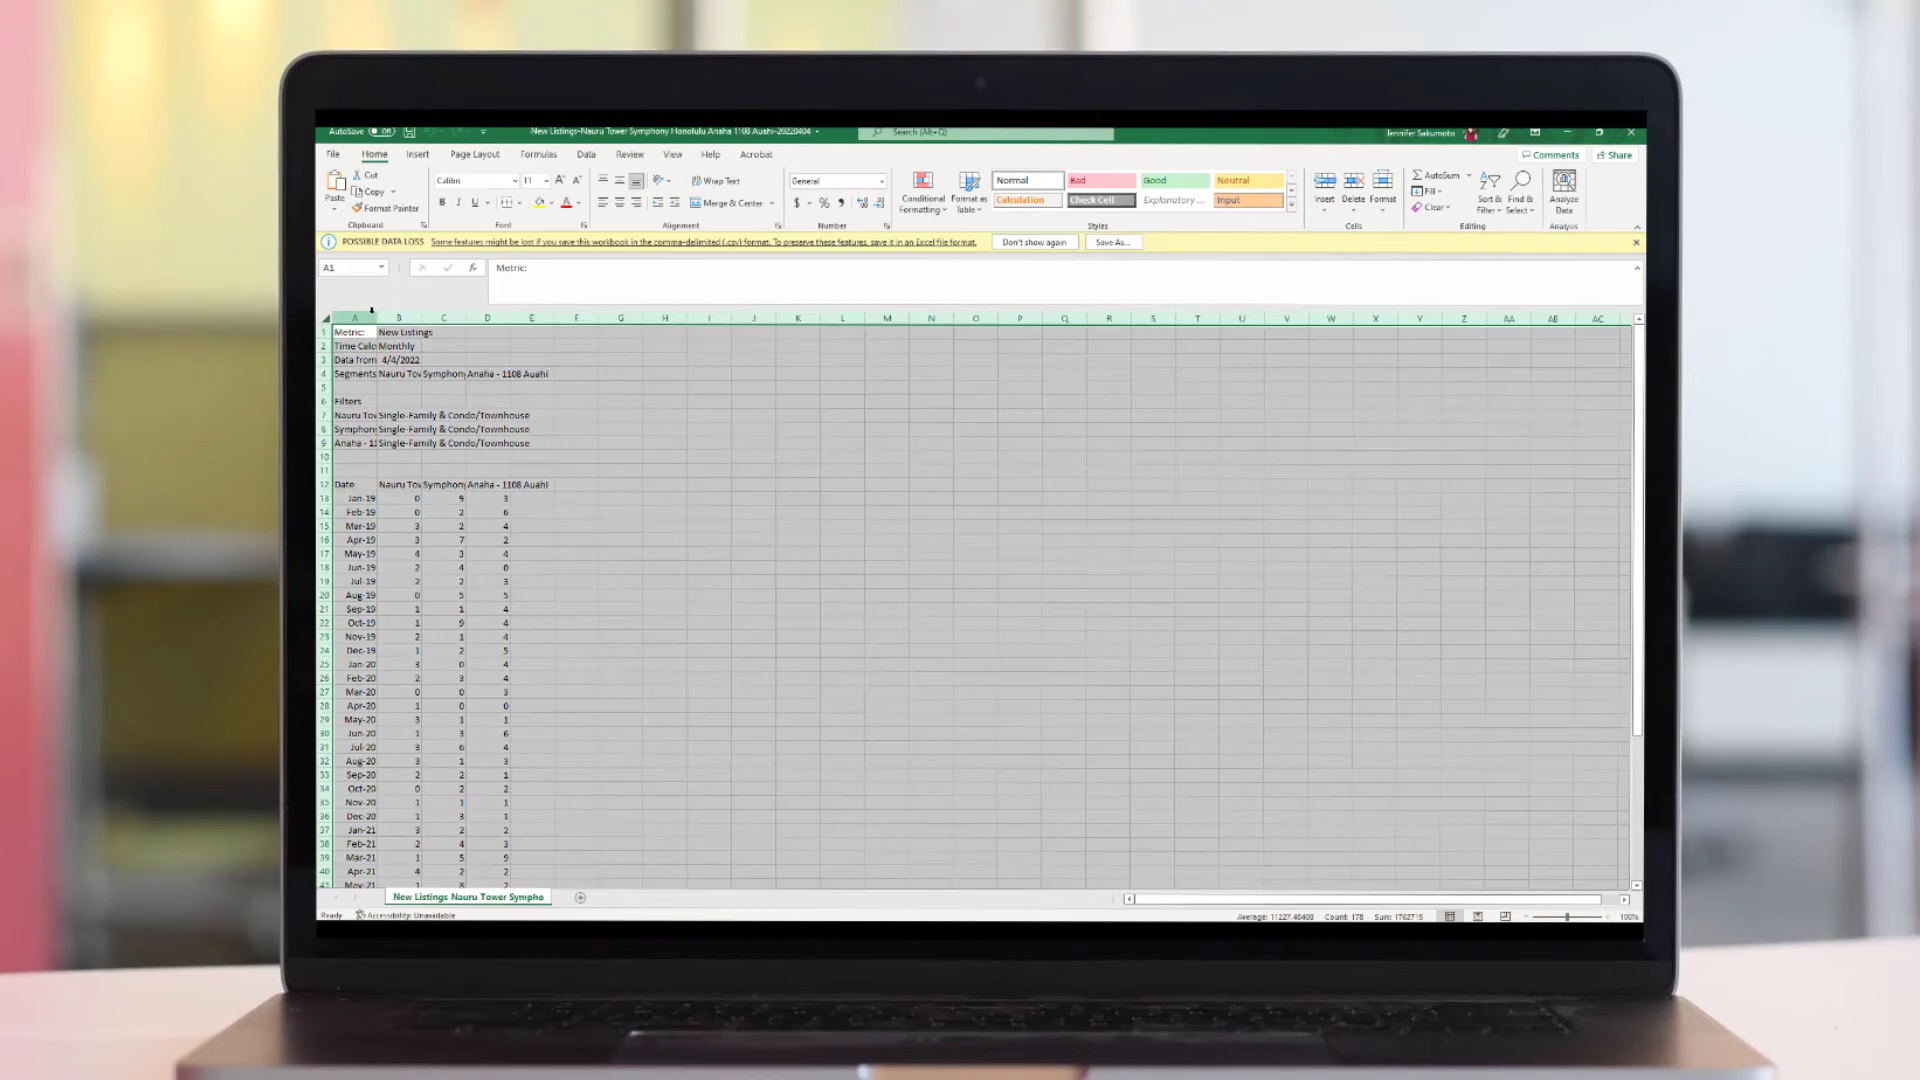 AutoSave Off New Listings-Nauru Tower Symphony Honolulu Anaha 1108 Auahi-20220404 Search (Alt+Q) Jennifer Sakumoto
File Home Insert Page Layout Formulas Data Review View Help Acrobat Comments Share
Paste Cut Copy Format Painter Clipboard
Calibri 11 B I U Font
Wrap Text Merge & Center Alignment
General $ % Number
Conditional Formatting Format as Table
Normal Bad Good Neutral
Calculation Check Cell Explanatory ... Input
Styles
Insert Delete Format Cells
AutoSum Fill Clear Sort & Filter Find & Select Editing
Analyze Data Analysis
POSSIBLE DATA LOSS Some features might be lost if you save this workbook in the comma-delimited (.csv) format. To preserve these features, save it in an Excel file format. Don't show again Save As...
A1 fx Metric:
A B C D E F G H I J K L M N O P Q R S T U V W X Y Z AA AB AC
1 Metric: New Listings
2 Time Calc Monthly
3 Data from 4/4/2022
4 Segments Nauru Tow Symphony Anaha - 1108 Auahi
5
6 Filters
7 Nauru Tow Single-Family & Condo/Townhouse
8 Symphony Single-Family & Condo/Townhouse
9 Anaha - 11 Single-Family & Condo/Townhouse
10
11
12 Date Nauru Tow Symphony Anaha - 1108 Auahi
13 Jan-19 0 9 3
14 Feb-19 0 2 6
15 Mar-19 3 2 4
16 Apr-19 3 7 2
17 May-19 4 3 4
18 Jun-19 2 4 0
19 Jul-19 2 2 3
20 Aug-19 0 5 5
21 Sep-19 1 1 4
22 Oct-19 1 9 4
23 Nov-19 2 1 4
24 Dec-19 1 2 5
25 Jan-20 3 0 4
26 Feb-20 2 3 4
27 Mar-20 0 0 3
28 Apr-20 1 0 0
29 May-20 3 1 1
30 Jun-20 1 3 6
31 Jul-20 3 6 4
32 Aug-20 3 1 3
33 Sep-20 2 2 1
34 Oct-20 0 2 2
35 Nov-20 1 1 1
36 Dec-20 1 3 1
37 Jan-21 3 2 2
38 Feb-21 2 4 3
39 Mar-21 1 5 9
40 Apr-21 4 2 2
41 May-21 1 8 2
New Listings Nauru Tower Sympho
Ready Accessibility: Unavailable Average: 11227.48408 Count: 178 Sum: 1762715 100%